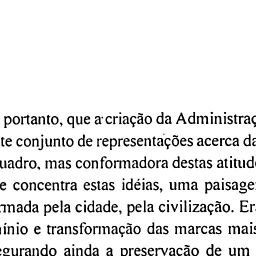 portanto, que a criação da Administraç
te conjunto de representações acerca da
uadro, mas conformadora destas atitud
e concentra estas idéias, uma paisage
rmada pela cidade, pela civilização. Er
ínio e transformação das marcas mais
egurando ainda a preservação de um